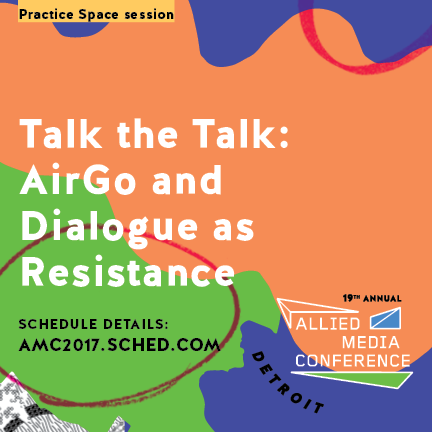 Practice Space session
Talk the Talk:
AirGo and
Dialogue as
Resistance
SCHEDULE DETAILS:
AMC2017.SCHED.COM
19TH ANNUAL
ALLIED
MEDIA
CONFERENCE
DETROIT